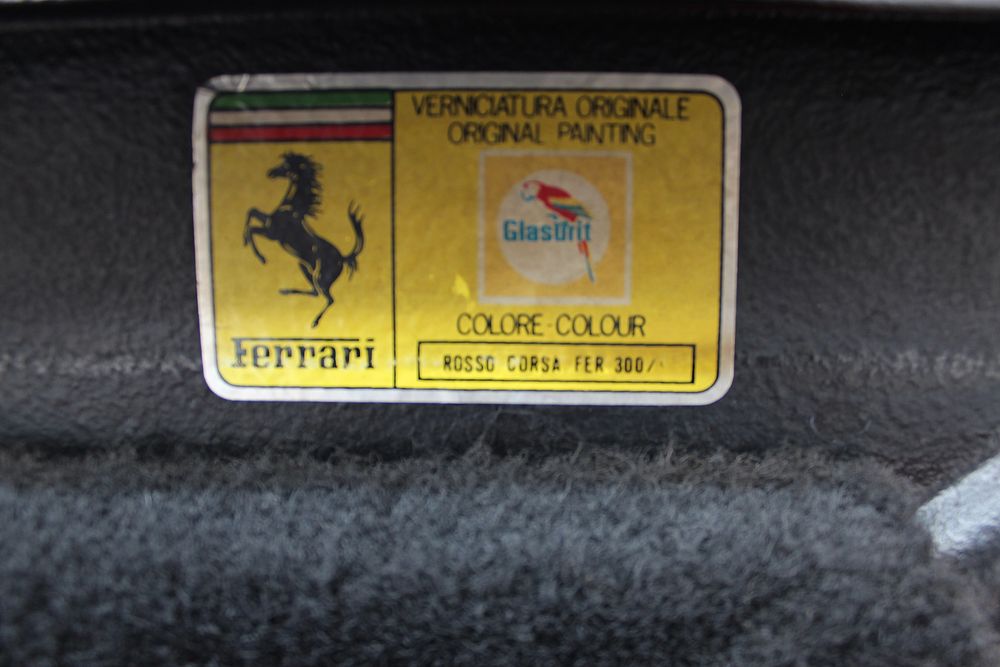 VERNICIATURA ORIGINALE
ORIGINAL PAINTING
Glasurit
COLORE-COLOUR
ROSSO CORSA FER 300/
Ferrari